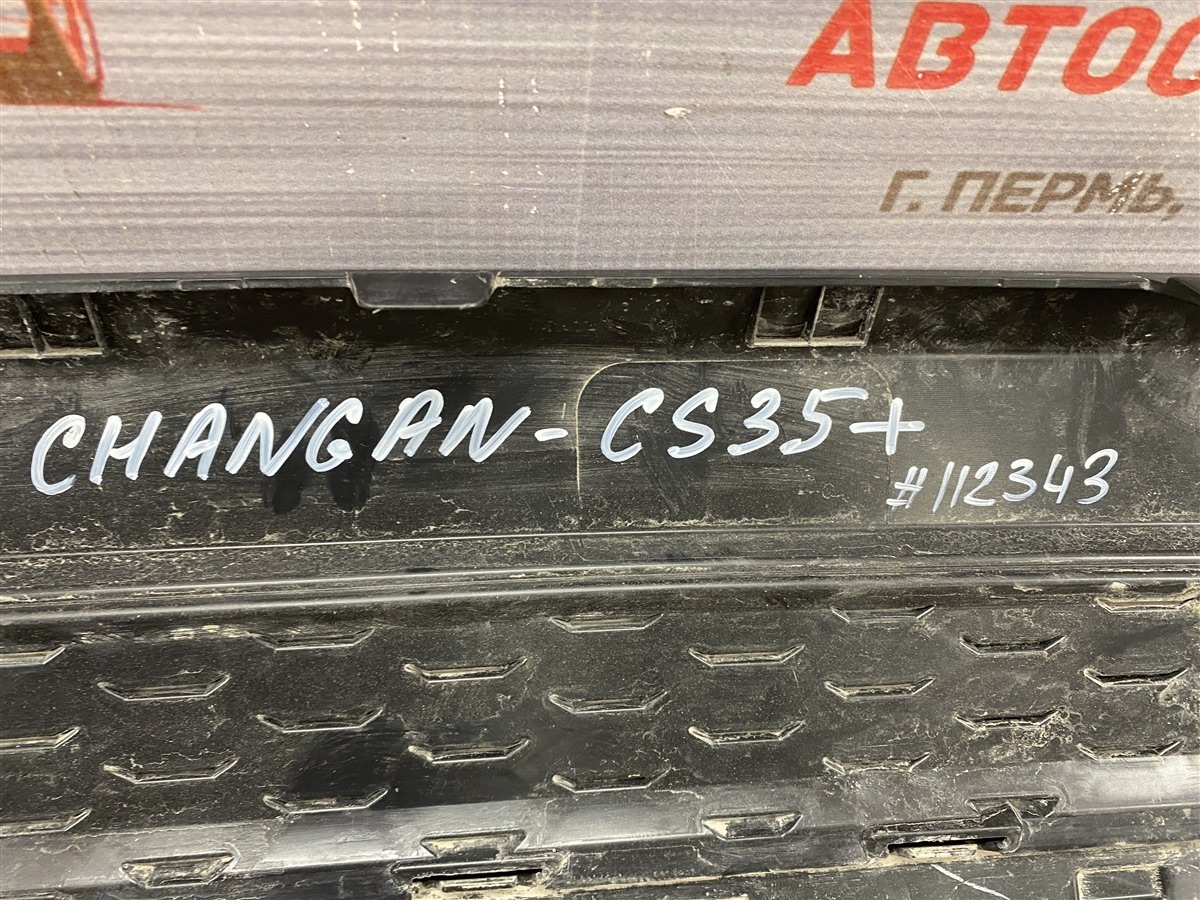 АВТОС
Г. ПЕРМЬ,
CHANGAN-CS35+
#112343